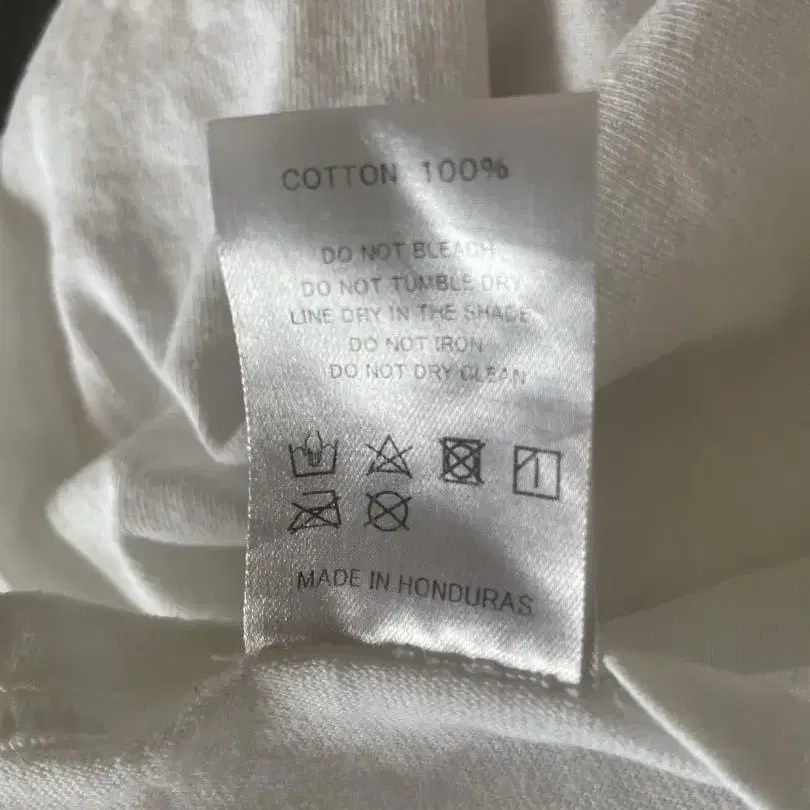 COTTON 100%
DO NOT BLEACH
DO NOT TUMBLE DRY
LINE DRY IN THE SHADE
DO NOT IRON
DO NOT DRY CLEAN
MADE IN HONDURAS